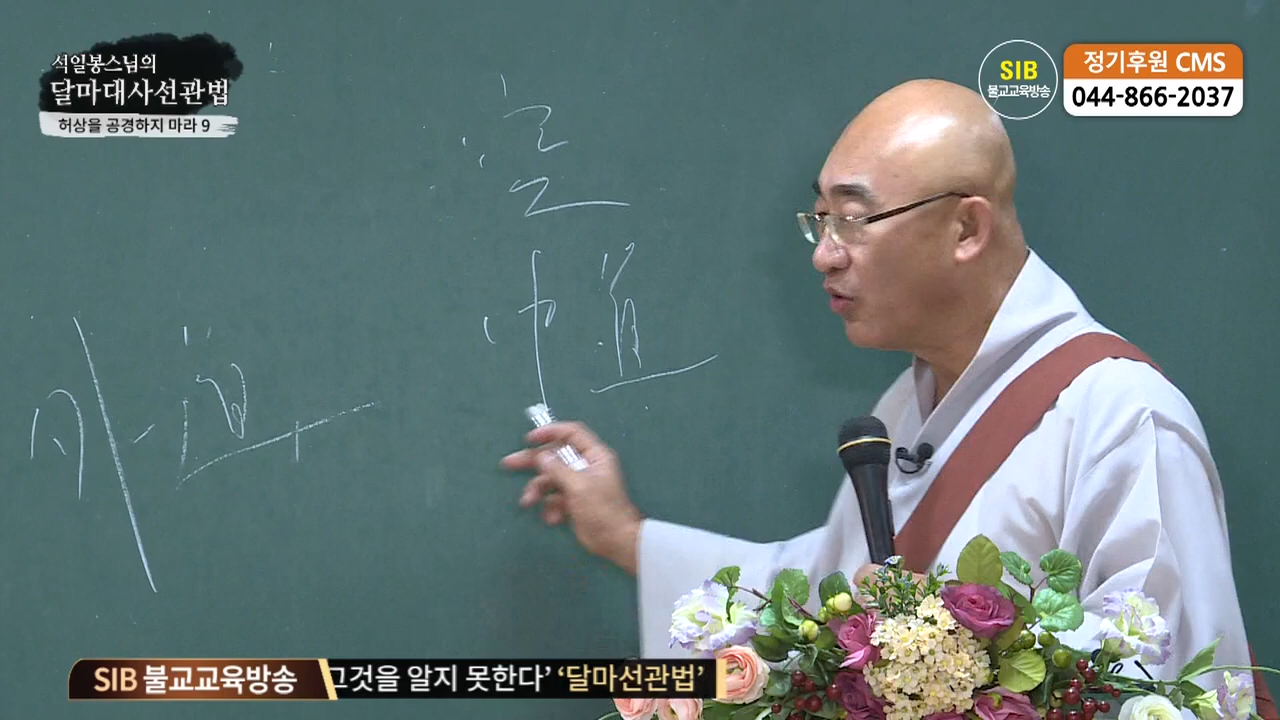 석일봉스님의
달마대사선관법
허상을 공경하지 마라 9
SIB
불교교육방송
정기후원 CMS
044-866-2037
中道
SIB 불교교육방송
그것을 알지 못한다’ ‘달마선관법’